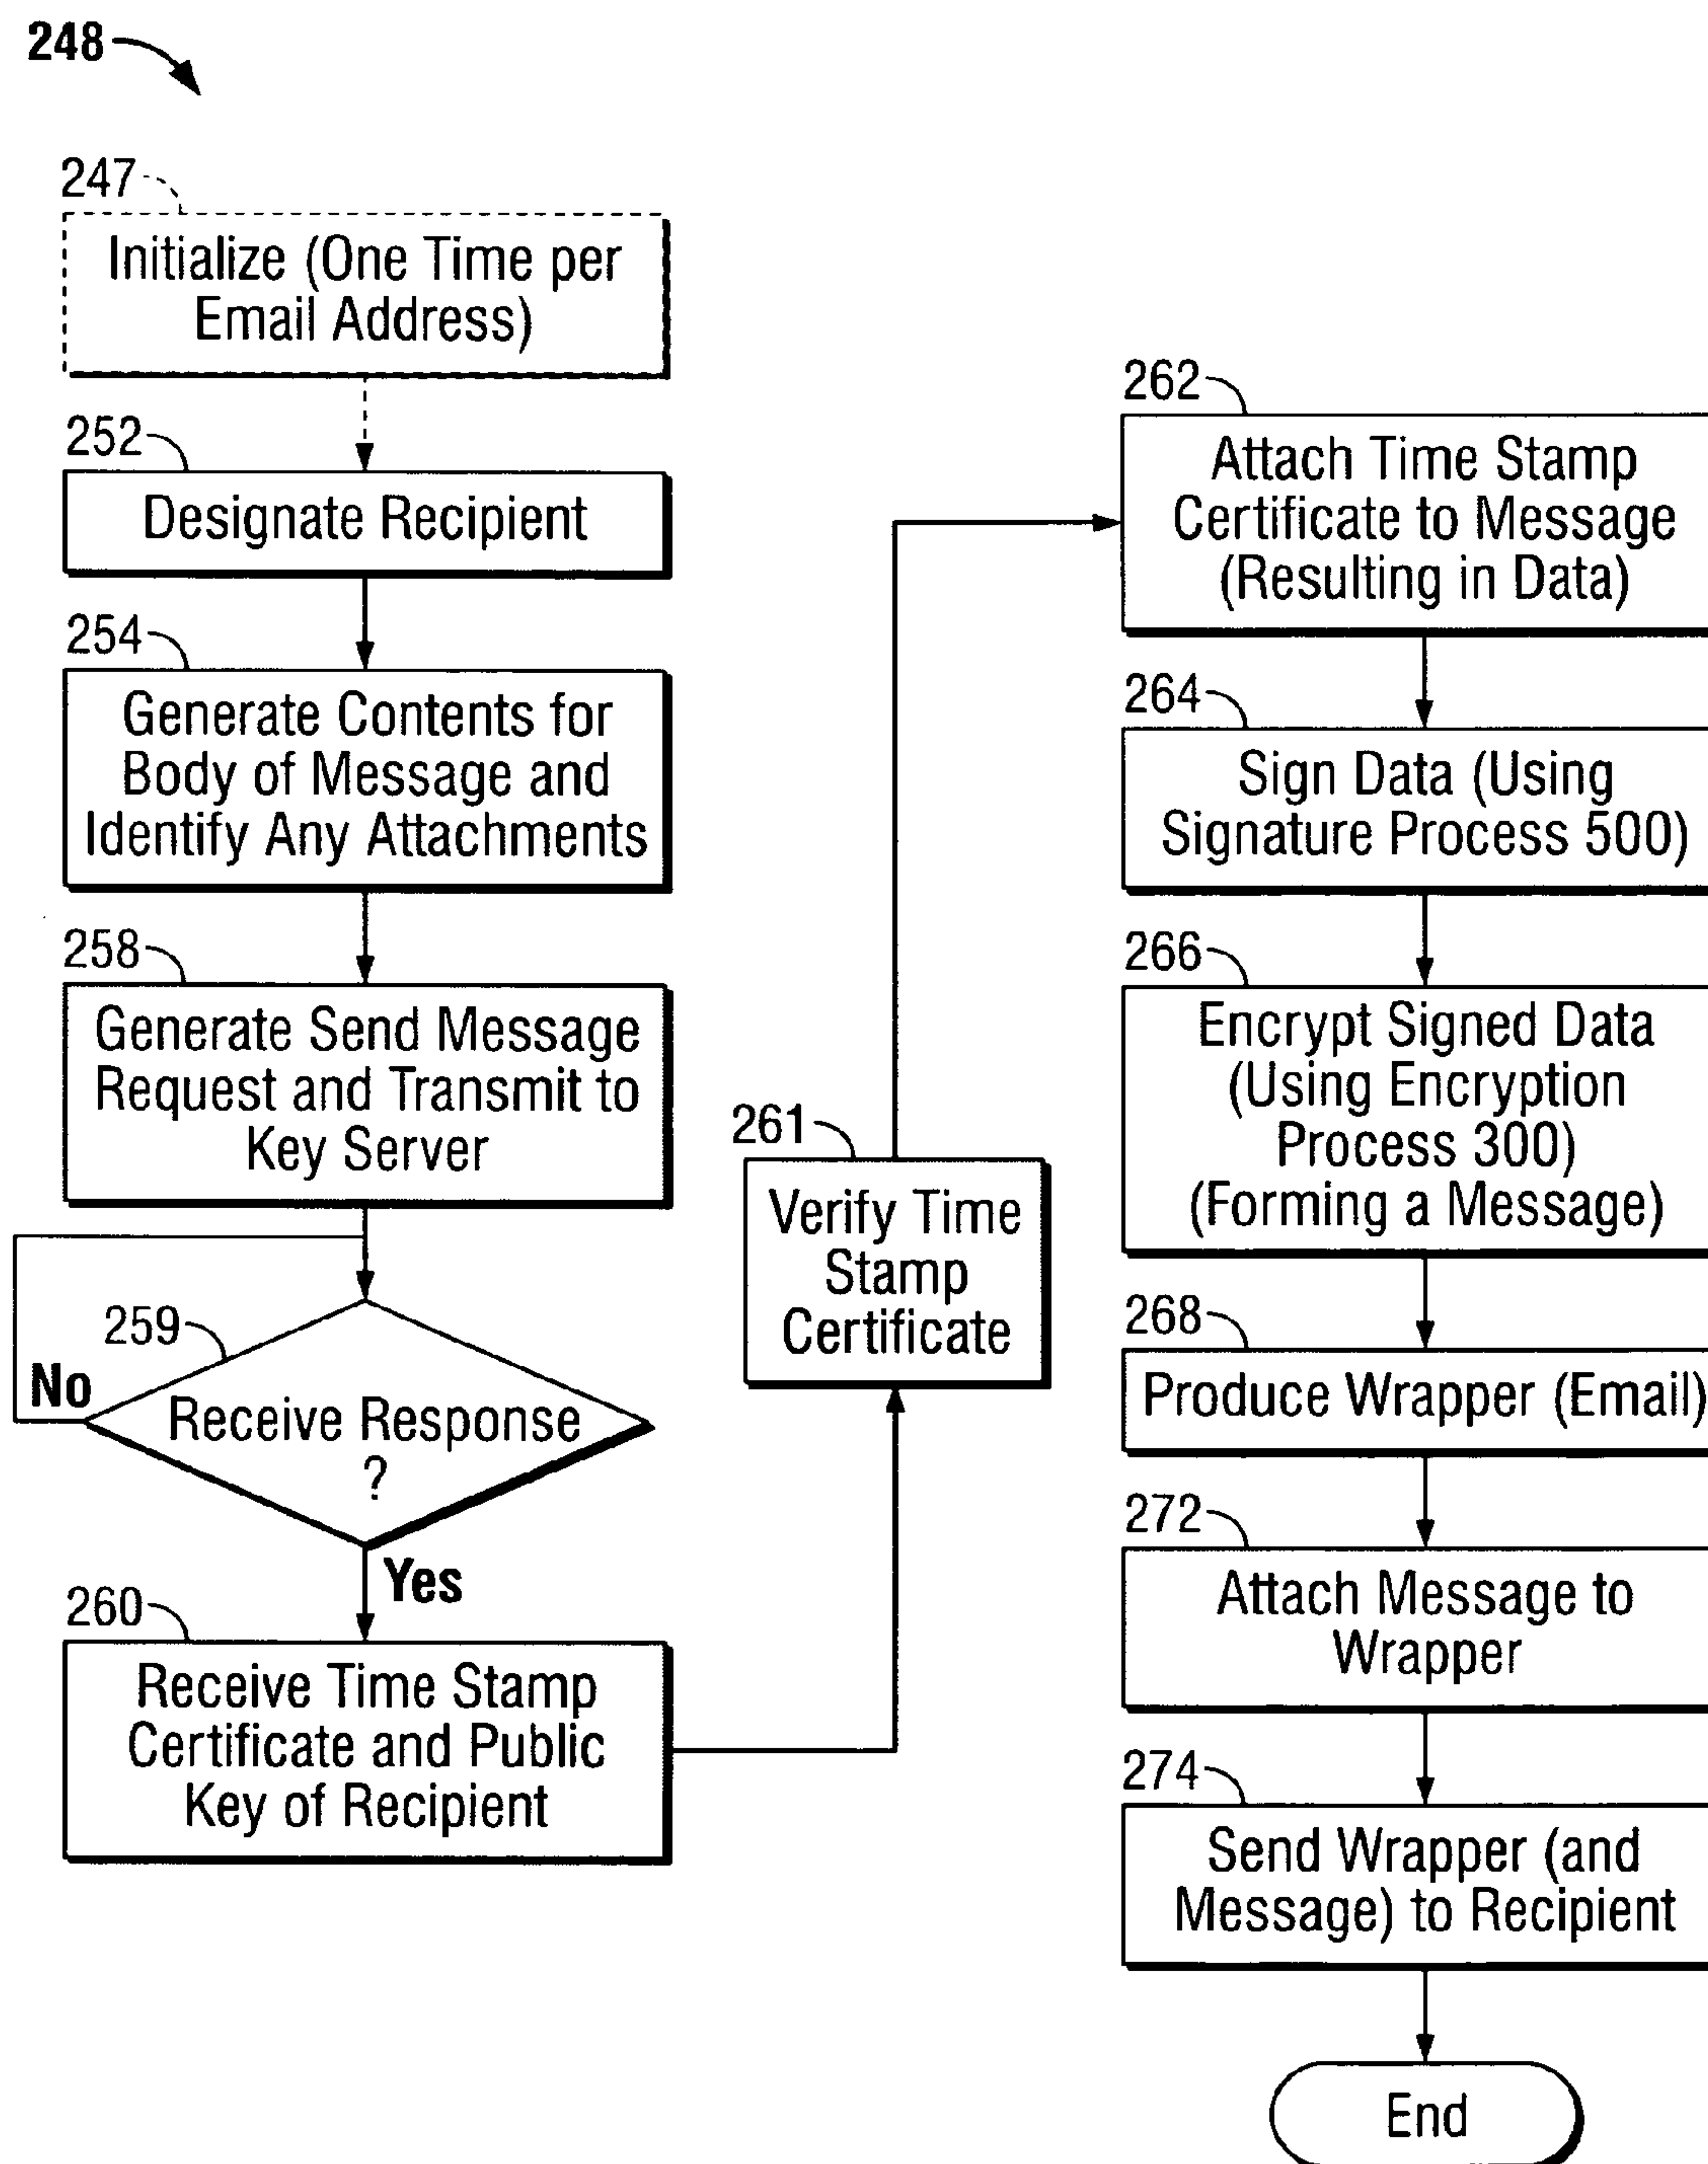 248
247
Initialize (One Time per
Email Address)
252
Designate Recipient
254
Generate Contents for
Body of Message and
Identify Any Attachments
258
Generate Send Message
Request and Transmit to
Key Server
259
No
Receive Response
?
Yes
260
Receive Time Stamp
Certificate and Public
Key of Recipient
261
Verify Time
Stamp
Certificate
262
Attach Time Stamp
Certificate to Message
(Resulting in Data)
264
Sign Data (Using
Signature Process 500)
266
Encrypt Signed Data
(Using Encryption
Process 300)
(Forming a Message)
268
Produce Wrapper (Email)
272
Attach Message to
Wrapper
274
Send Wrapper (and
Message) to Recipient
End